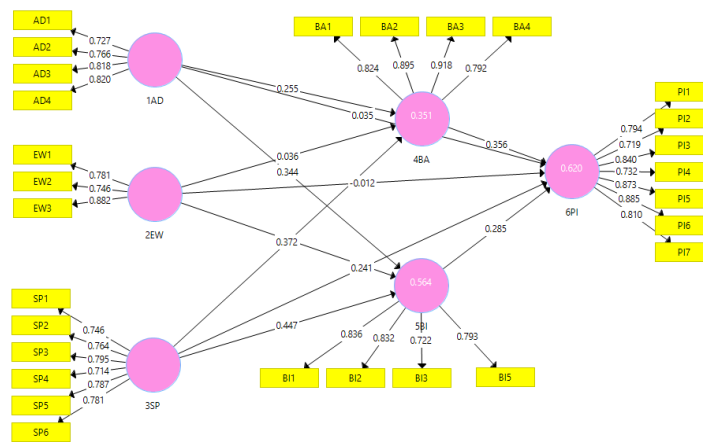 AD1
AD2
AD3
AD4
0.727
0.766
0.818
0.820
1AD
BA1
BA2
BA3
BA4
0.824
0.895
0.918
0.792
0.255
0.035
0.351
4BA
EW1
EW2
EW3
0.781
0.746
0.882
2EW
0.036
0.344
-0.012
0.372
0.356
0.620
6PI
PI1
PI2
PI3
PI4
PI5
PI6
PI7
0.794
0.719
0.840
0.732
0.873
0.885
0.810
0.285
0.241
0.447
0.564
5BI
SP1
SP2
SP3
SP4
SP5
SP6
0.746
0.764
0.795
0.714
0.787
0.781
3SP
0.836
0.832
0.722
0.793
BI1
BI2
BI3
BI5